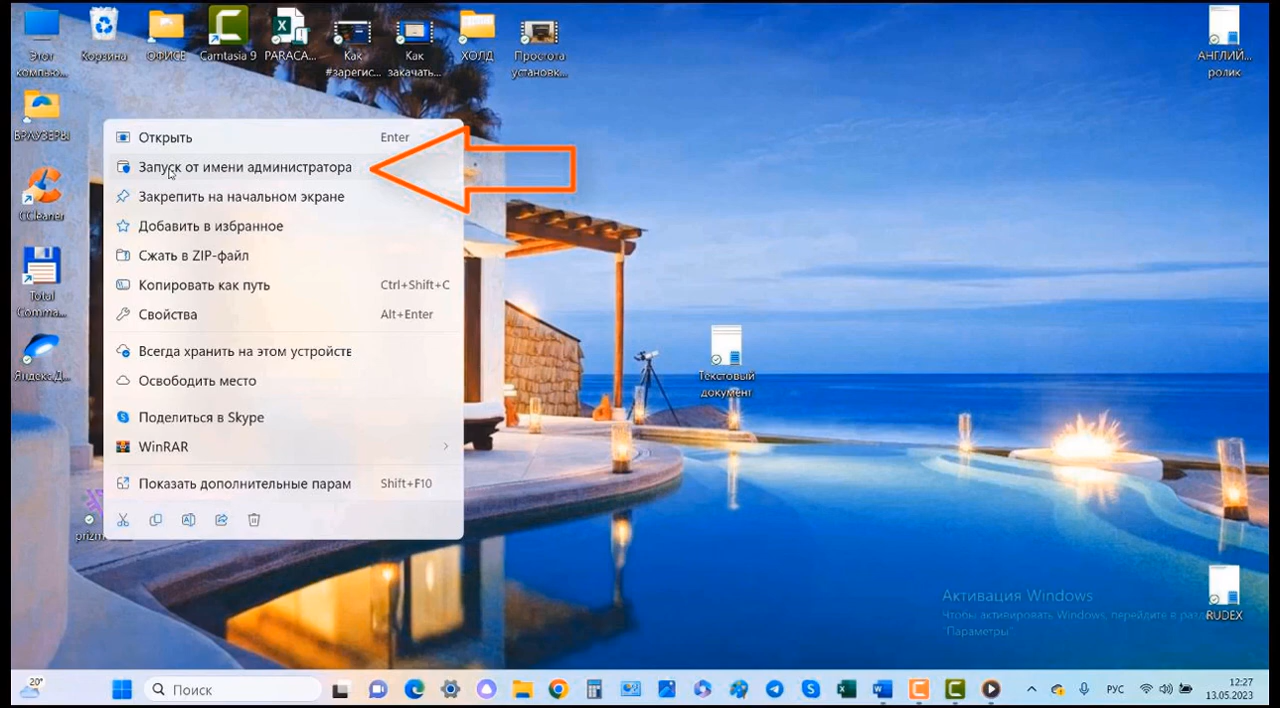 Этот
компью...
Корзина
ОФИСЕ
Camtasia 9
PARACA...
Как
#зарегис...
Как
закачать...
ХОЛД
Простота
установк...
АНГЛИЙ...
ролик
БРАУЗЕРЫ
CCleaner
Total
Comma...
Яндекс.Д...
Открыть Enter
Запуск от имени администратора
Закрепить на начальном экране
Добавить в избранное
Сжать в ZIP-файл
Копировать как путь Ctrl+Shift+C
Свойства Alt+Enter
Всегда хранить на этом устройстве
Освободить место
Поделиться в Skype
WinRAR
Показать дополнительные парам Shift+F10
prizm
Текстовый
документ
RUDEX
Активация Windows
Чтобы активировать Windows, перейдите в разд
"Параметры".
20°
Поиск
РУС
12:27
13.05.2023